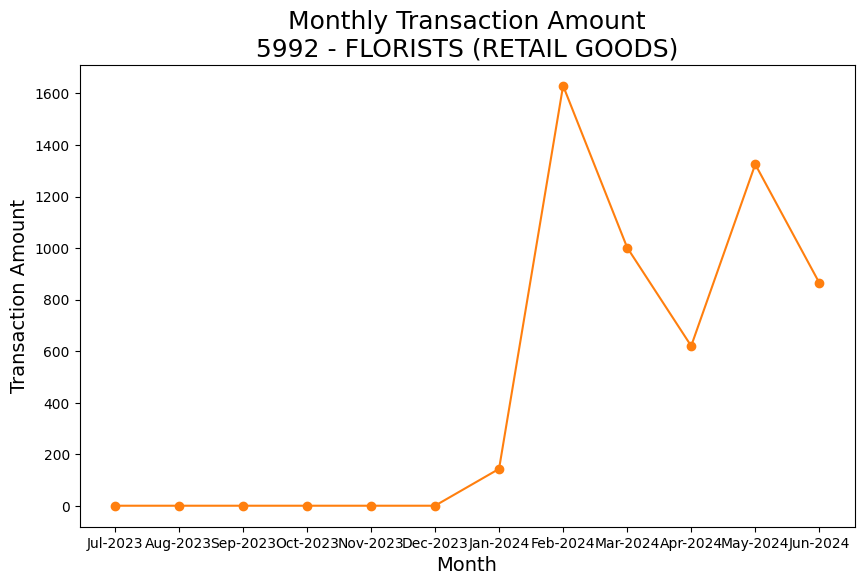 Monthly Transaction Amount
5992 - FLORISTS (RETAIL GOODS)
1600
1400
1200
1000
800
600
400
200
0
Transaction Amount
Jul-2023 Aug-2023 Sep-2023 Oct-2023 Nov-2023 Dec-2023 Jan-2024 Feb-2024 Mar-2024 Apr-2024 May-2024 Jun-2024
Month